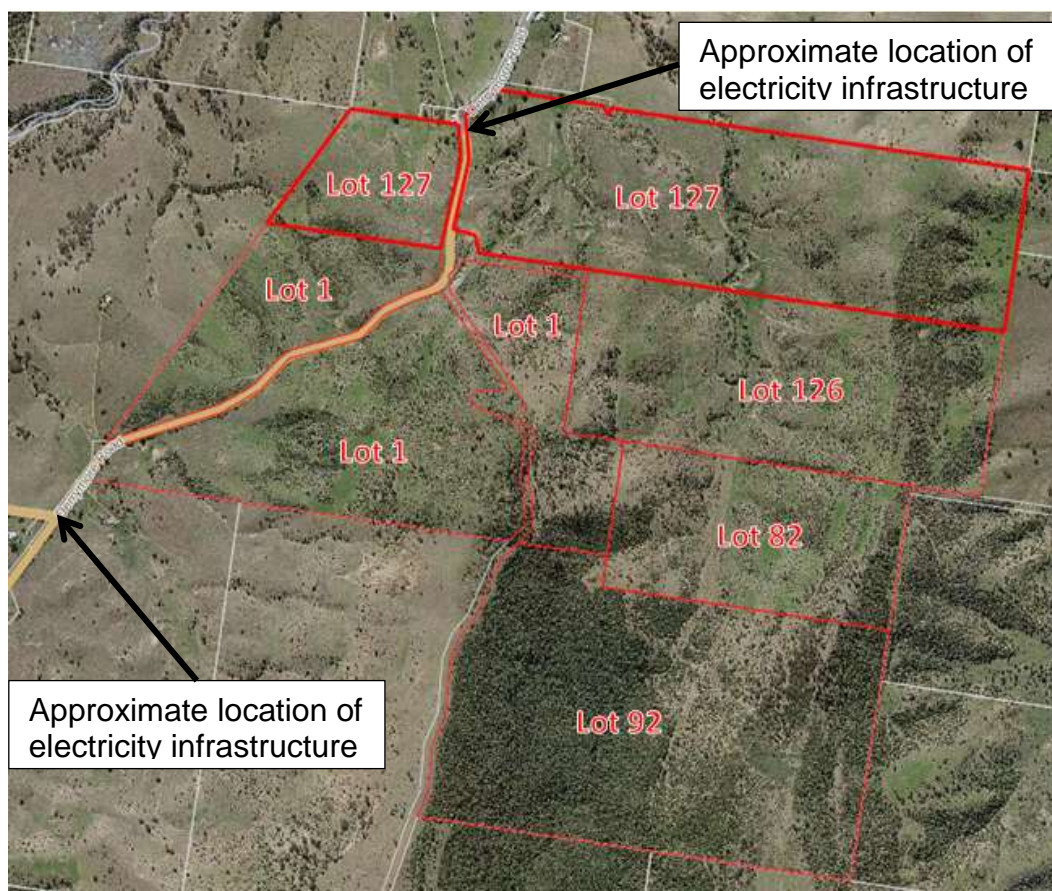 Approximate location of
electricity infrastructure
Lot 127
Lot 127
Lot 1
Lot 1
Lot 126
Lot 1
Lot 82
Road
Lot 92
Approximate location of
electricity infrastructure